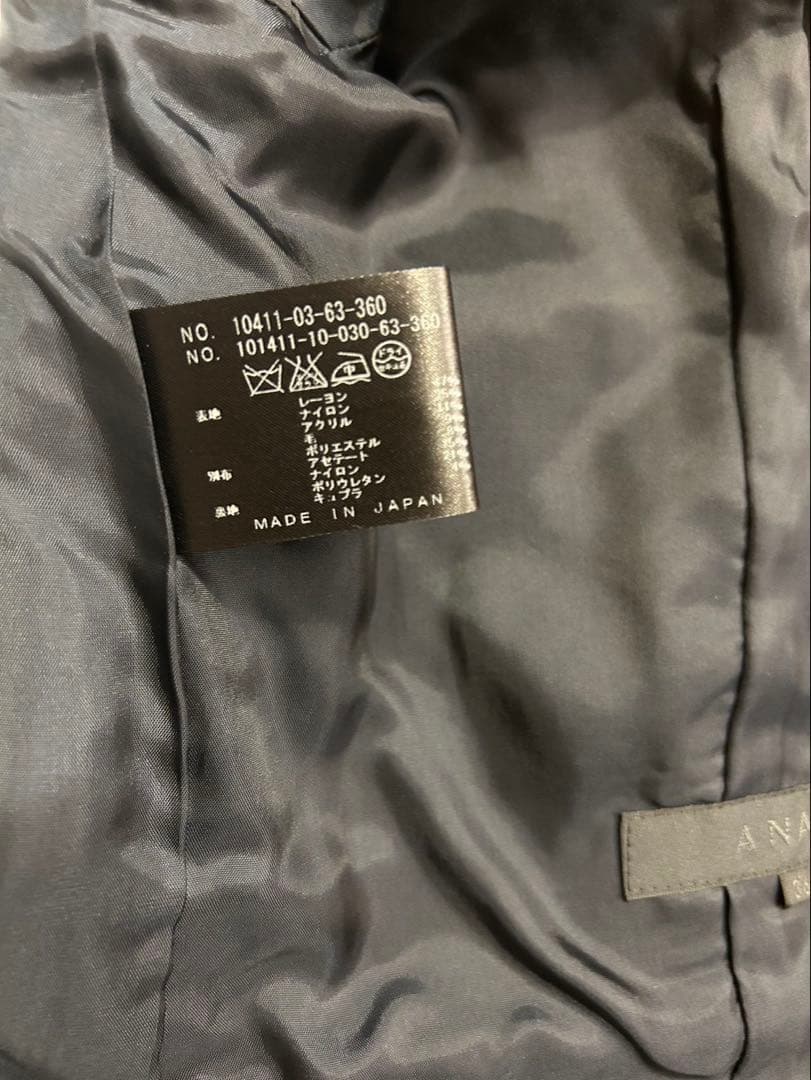 NO. 10411-03-63-360
NO. 101411-10-030-63-360
ドライ
表地 レーヨン
ナイロン
アクリル
毛
ポリエステル
アセテート
別布 ナイロン
ポリウレタン
裏地 キュプラ
MADE IN JAPAN
ANA